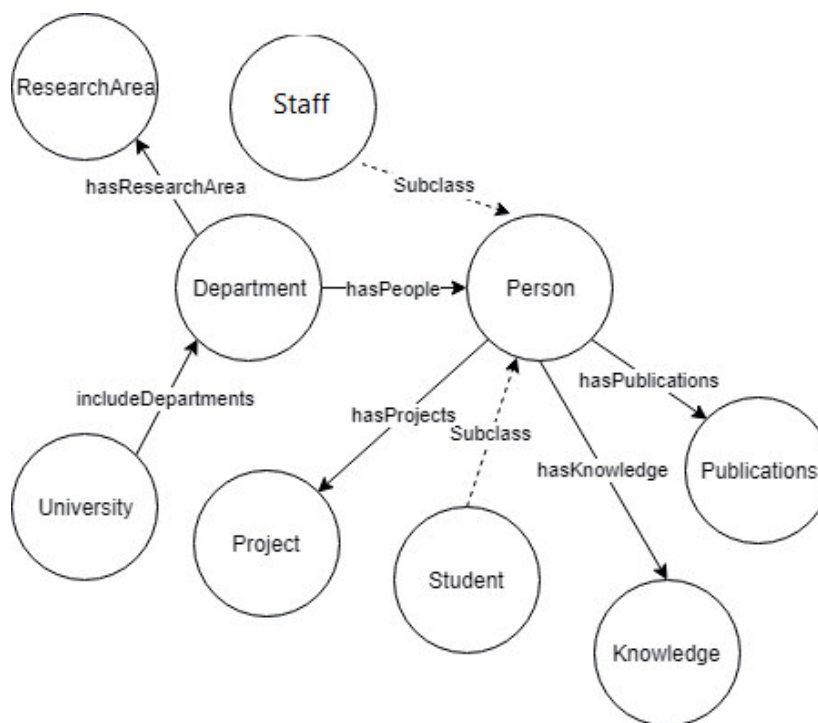 ResearchArea
Staff
hasResearchArea
Subclass
Department
hasPeople
Person
includeDepartments
hasPublications
hasProjects
Subclass
hasKnowledge
Publications
University
Project
Student
Knowledge